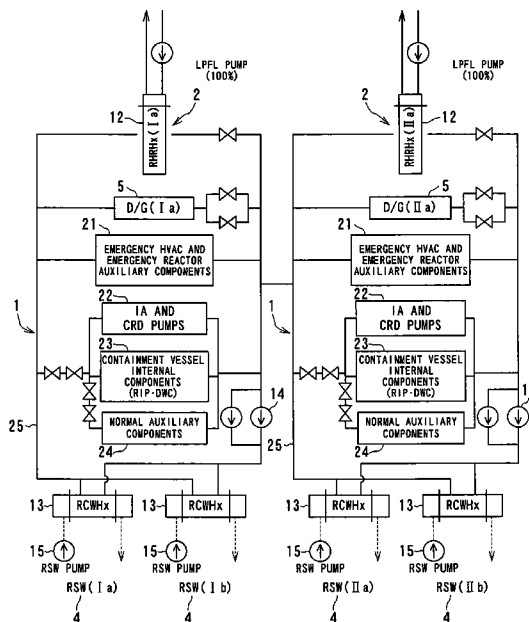 LPFL PUMP
(100%)
12
RHRHx(Ⅰa)
2
5
D/G(Ⅰa)
21
EMERGENCY HVAC AND
EMERGENCY REACTOR
AUXILIARY COMPONENTS
22
IA AND
CRD PUMPS
1
23
CONTAINMENT VESSEL
INTERNAL
COMPONENTS
(RIP·DWC)
14
25
NORMAL AUXILIARY
COMPONENTS
24
13
RCWHx
13
RCWHx
15
RSW PUMP
15
RSW PUMP
RSW(Ⅰa)
RSW(Ⅰb)
4
4
LPFL PUMP
(100%)
2
RHRHx(Ⅱa)
12
5
D/G(Ⅱa)
21
EMERGENCY HVAC AND
EMERGENCY REACTOR
AUXILIARY COMPONENTS
22
IA AND
CRD PUMPS
1
23
CONTAINMENT VESSEL
INTERNAL
COMPONENTS
(RIP·DWC)
25
NORMAL AUXILIARY
COMPONENTS
24
13
RCWHx
13
RCWHx
15
RSW PUMP
15
RSW PUMP
RSW(Ⅱa)
RSW(Ⅱb)
4
4